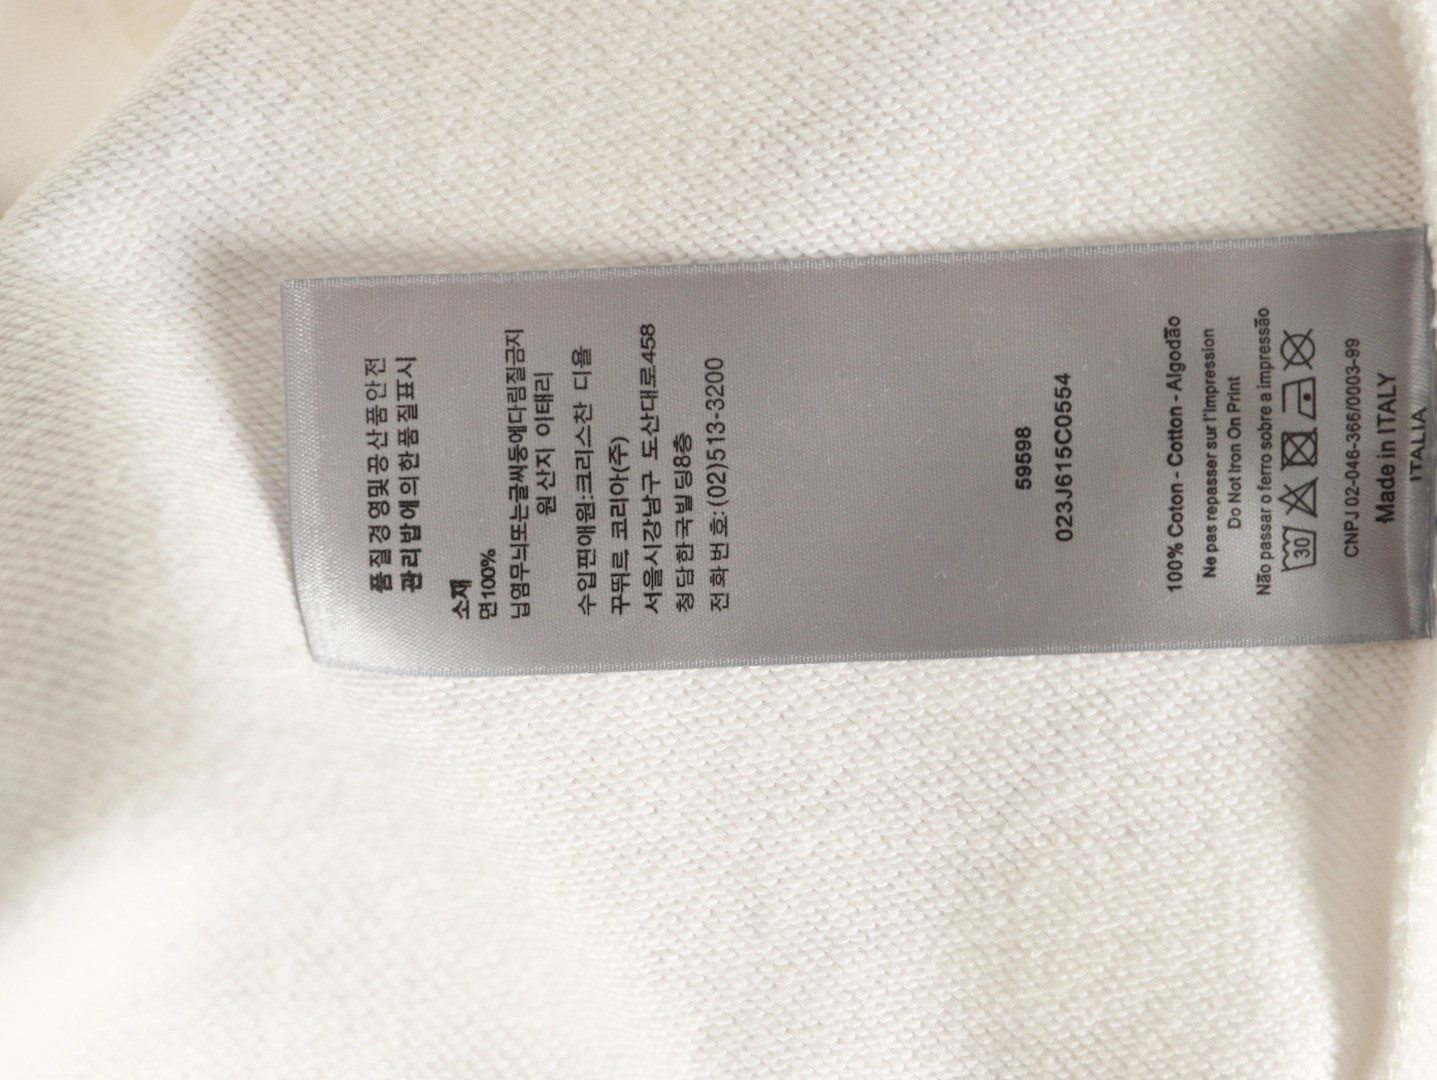 품질경영및공산품안전
관리밥에의한품질표시
소재
면100%
닙염무늬또는글씨등에다림질금지
원산지 이태리
수입핀애원:크리스찬 디올
꾸뛰르 코리아(주)
서울시강남구 도산대로458
청담한국빌딩8층
전화번호:(02)513-3200
59598
023J615C0554
100% Coton - Cotton - Algodão
Ne pas repasser sur l'Impression
Do Not Iron On Print
Não passar o ferro sobre a impressão
30
CNPJ 02-046-366/0003-99
Made in ITALY
ITALIA